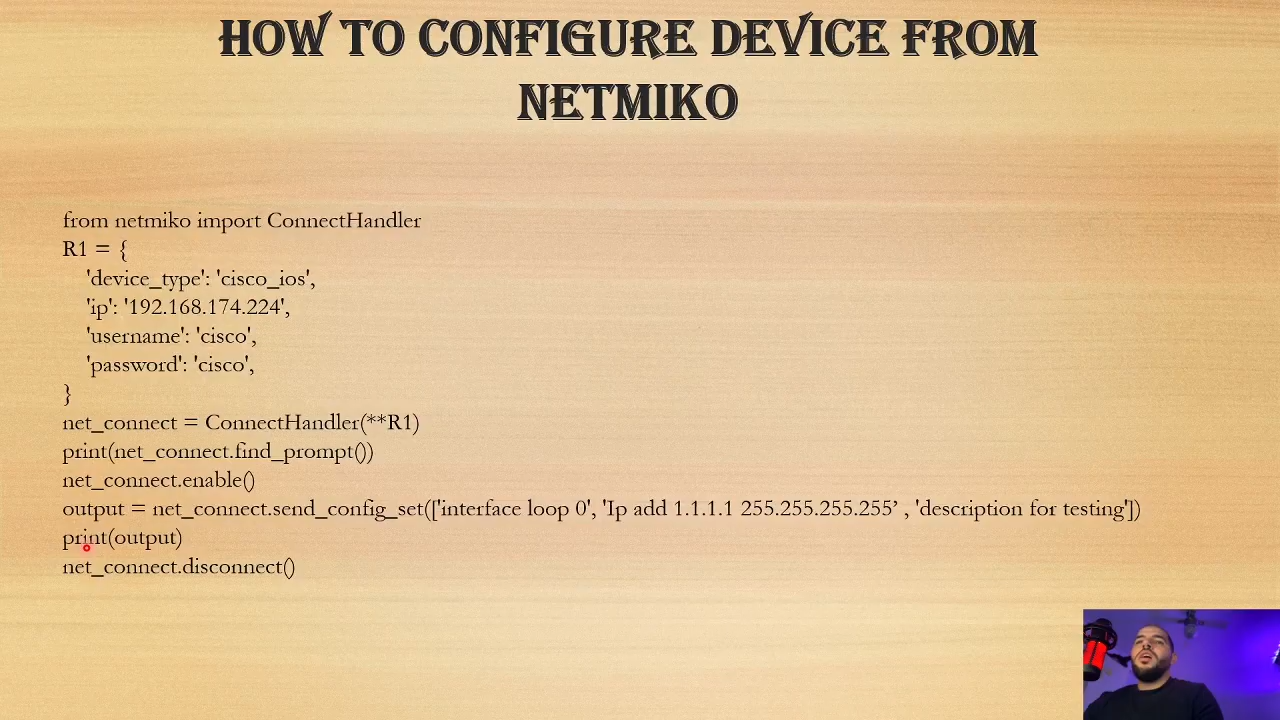 HOW TO CONFIGURE DEVICE FROM
NETMIKO
from netmiko import ConnectHandler
R1 = {
'device_type': 'cisco_ios',
'ip': '192.168.174.224',
'username': 'cisco',
'password': 'cisco',
}
net_connect = ConnectHandler(**R1)
print(net_connect.find_prompt())
net_connect.enable()
output = net_connect.send_config_set(['interface loop 0', 'Ip add 1.1.1.1 255.255.255.255’ , 'description for testing'])
print(output)
net_connect.disconnect()